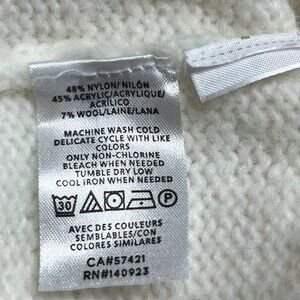 48% NYLON/ NILÓN
45% ACRYLIC/ACRYLIQUE/
ACRÍLICO
7% WOOL/LAINE/LANA
MACHINE WASH COLD
DELICATE CYCLE WITH LIKE
COLORS
ONLY NON-CHLORINE
BLEACH WHEN NEEDED
TUMBLE DRY LOW
COOL IRON WHEN NEEDED
30 P
AVEC DES COULEURS
SEMBLABLES/CON
COLORES SIMILARES
CA#57421
RN#140923